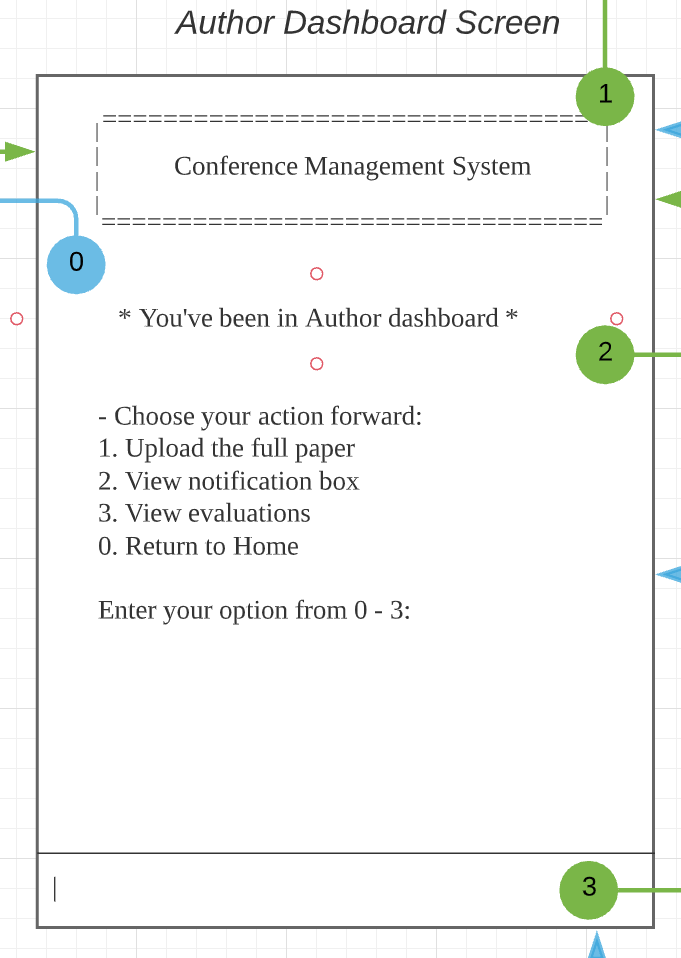 Author Dashboard Screen
1
==================================
Conference Management System
==================================
0
* You've been in Author dashboard *
2
- Choose your action forward:
1. Upload the full paper
2. View notification box
3. View evaluations
0. Return to Home
Enter your option from 0 - 3:
|
3